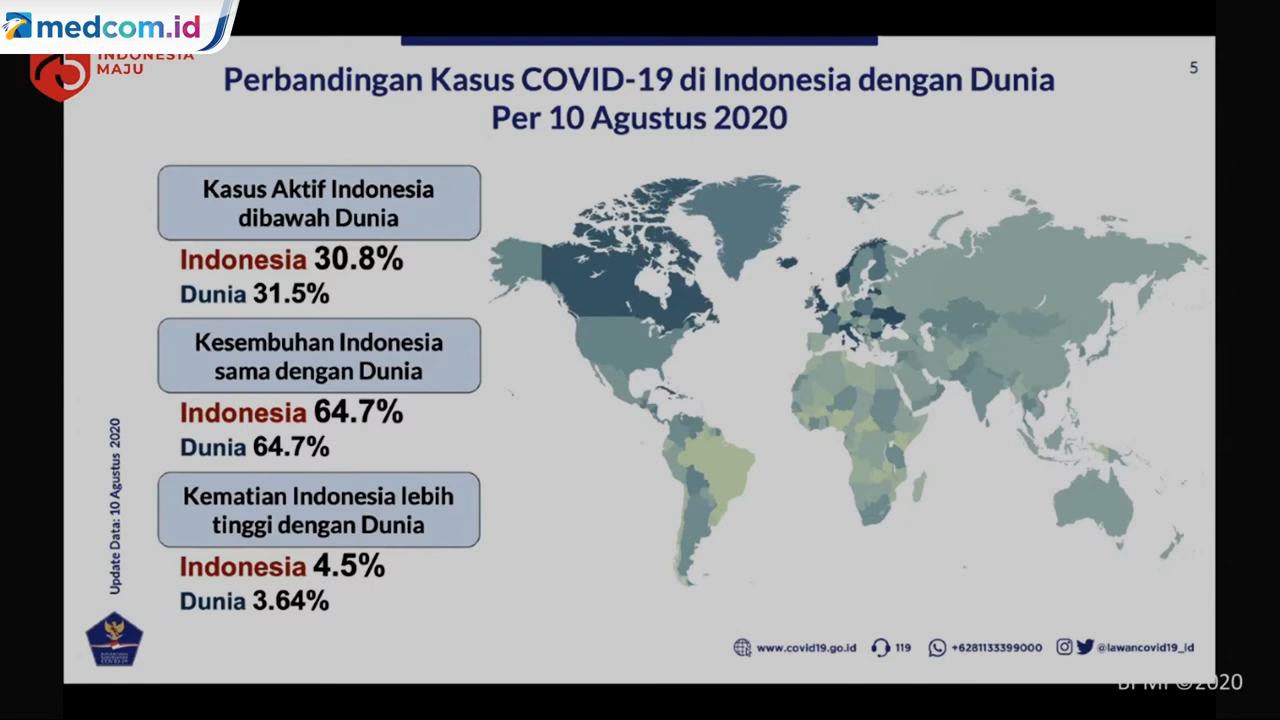 medcom.id
INDONESIA
MAJU
5
Perbandingan Kasus COVID-19 di Indonesia dengan Dunia
Per 10 Agustus 2020
Kasus Aktif Indonesia
dibawah Dunia
Indonesia 30.8%
Dunia 31.5%
Kesembuhan Indonesia
sama dengan Dunia
Indonesia 64.7%
Dunia 64.7%
Kematian Indonesia lebih
tinggi dengan Dunia
Indonesia 4.5%
Dunia 3.64%
Update Data: 10 Agustus 2020
www.covid19.go.id
119
+6281133399000
@lawancovid19_id
©2020